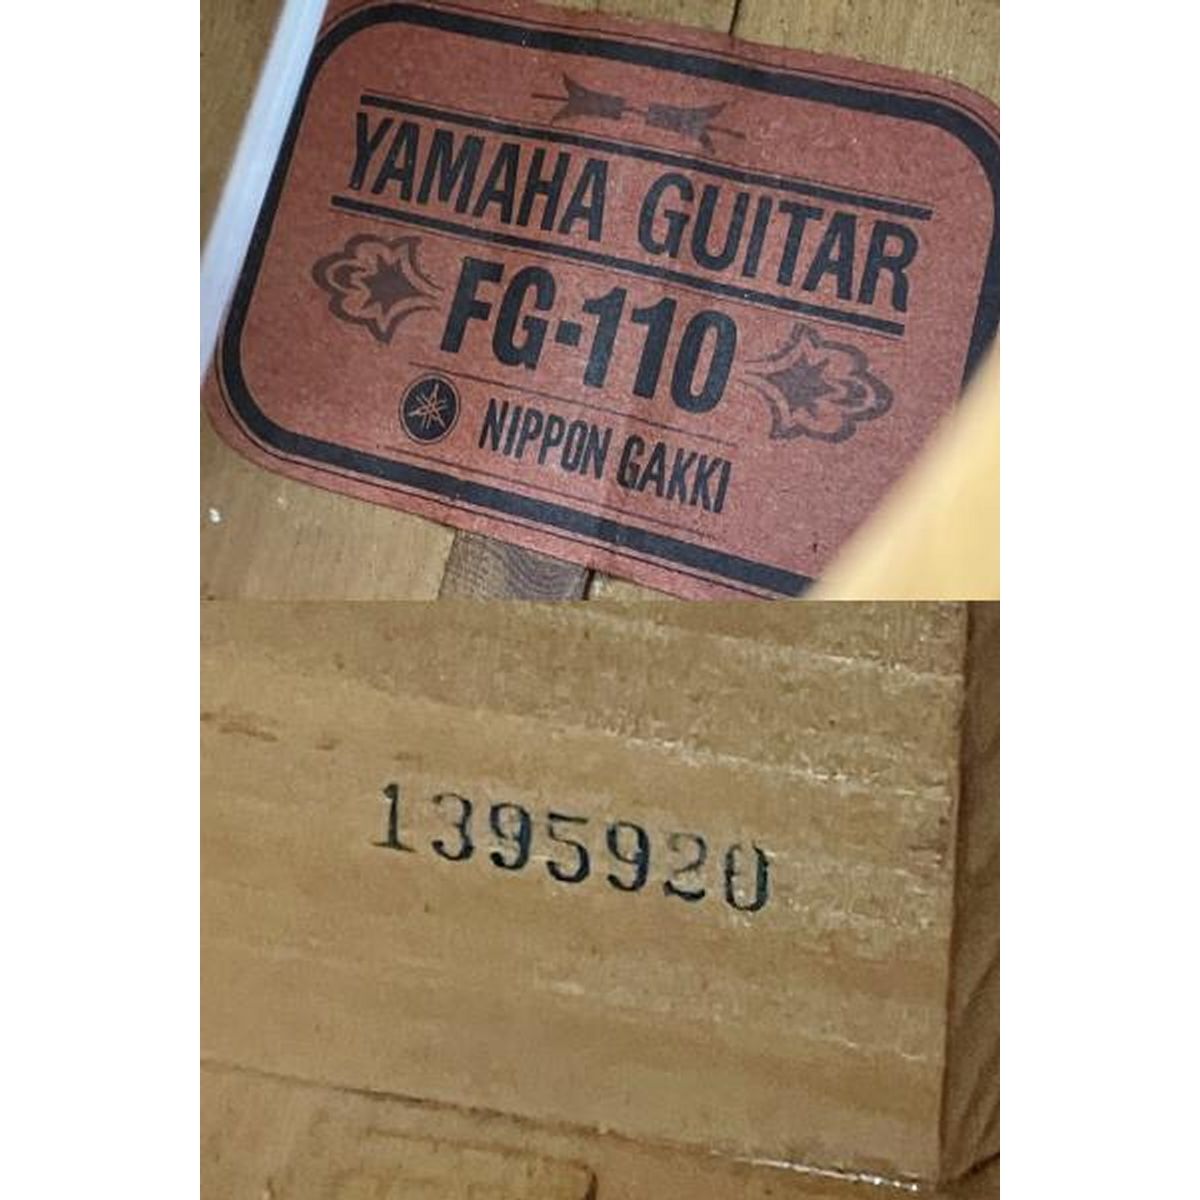 YAMAHA GUITAR
FG-110
NIPPON GAKKI
1395920